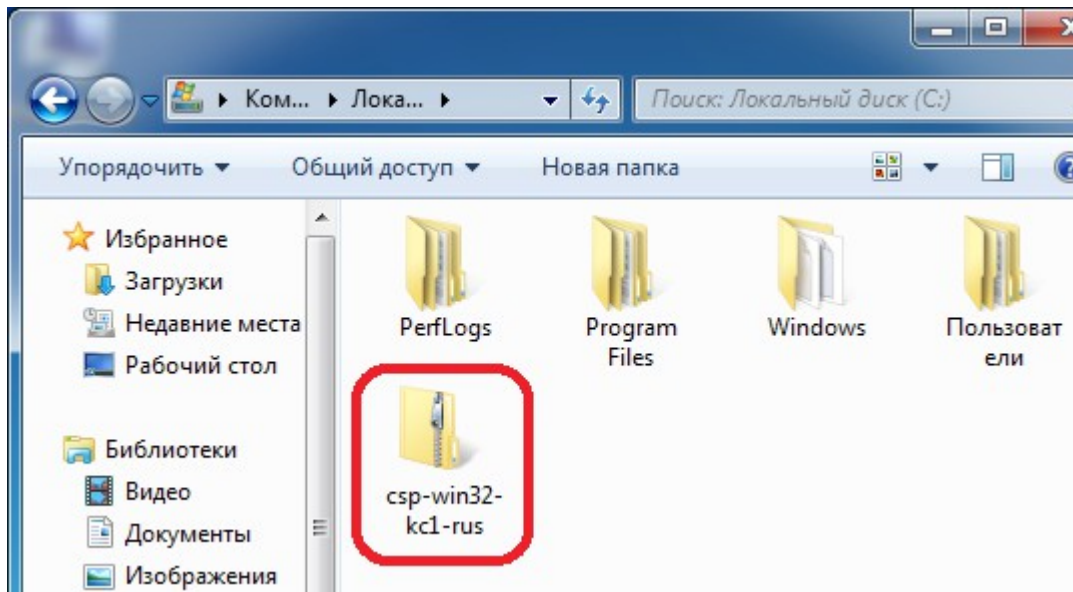 Ком... Лока...
Поиск: Локальный диск (C:)
Упорядочить Общий доступ Новая папка
Избранное
Загрузки
Недавние места
Рабочий стол
Библиотеки
Видео
Документы
Изображения
PerfLogs
Program
Files
Windows
Пользоват
ели
csp-win32-
kc1-rus